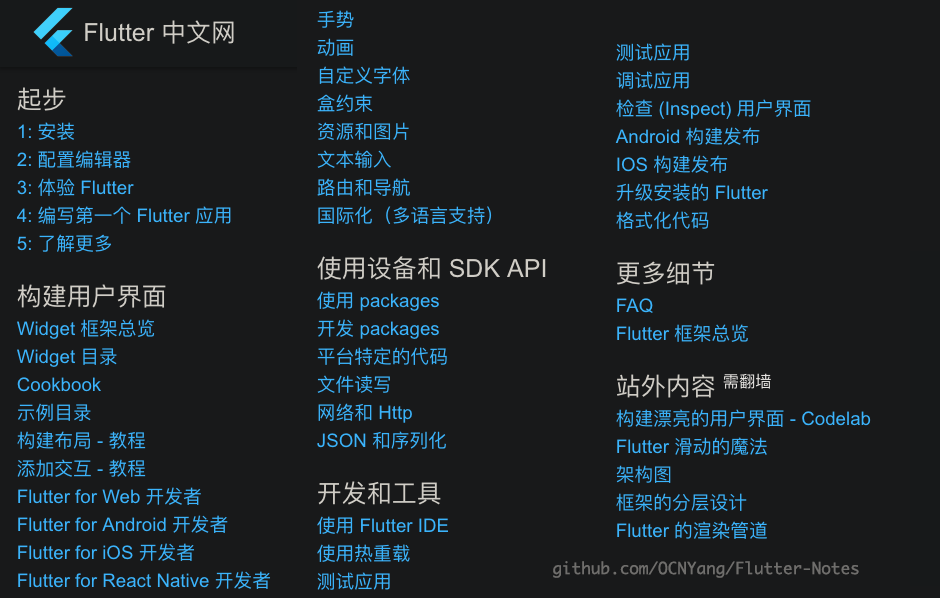 Flutter 中文网
起步
1: 安装
2: 配置编辑器
3: 体验 Flutter
4: 编写第一个 Flutter 应用
5: 了解更多
构建用户界面
Widget 框架总览
Widget 目录
Cookbook
示例目录
构建布局 - 教程
添加交互 - 教程
Flutter for Web 开发者
Flutter for Android 开发者
Flutter for iOS 开发者
Flutter for React Native 开发者
手势
动画
自定义字体
盒约束
资源和图片
文本输入
路由和导航
国际化（多语言支持）
使用设备和 SDK API
使用 packages
开发 packages
平台特定的代码
文件读写
网络和 Http
JSON 和序列化
开发和工具
使用 Flutter IDE
使用热重载
测试应用
测试应用
调试应用
检查 (Inspect) 用户界面
Android 构建发布
IOS 构建发布
升级安装的 Flutter
格式化代码
更多细节
FAQ
Flutter 框架总览
站外内容 需翻墙
构建漂亮的用户界面 - Codelab
Flutter 滑动的魔法
架构图
框架的分层设计
Flutter 的渲染管道
github.com/OCNYang/Flutter-Notes